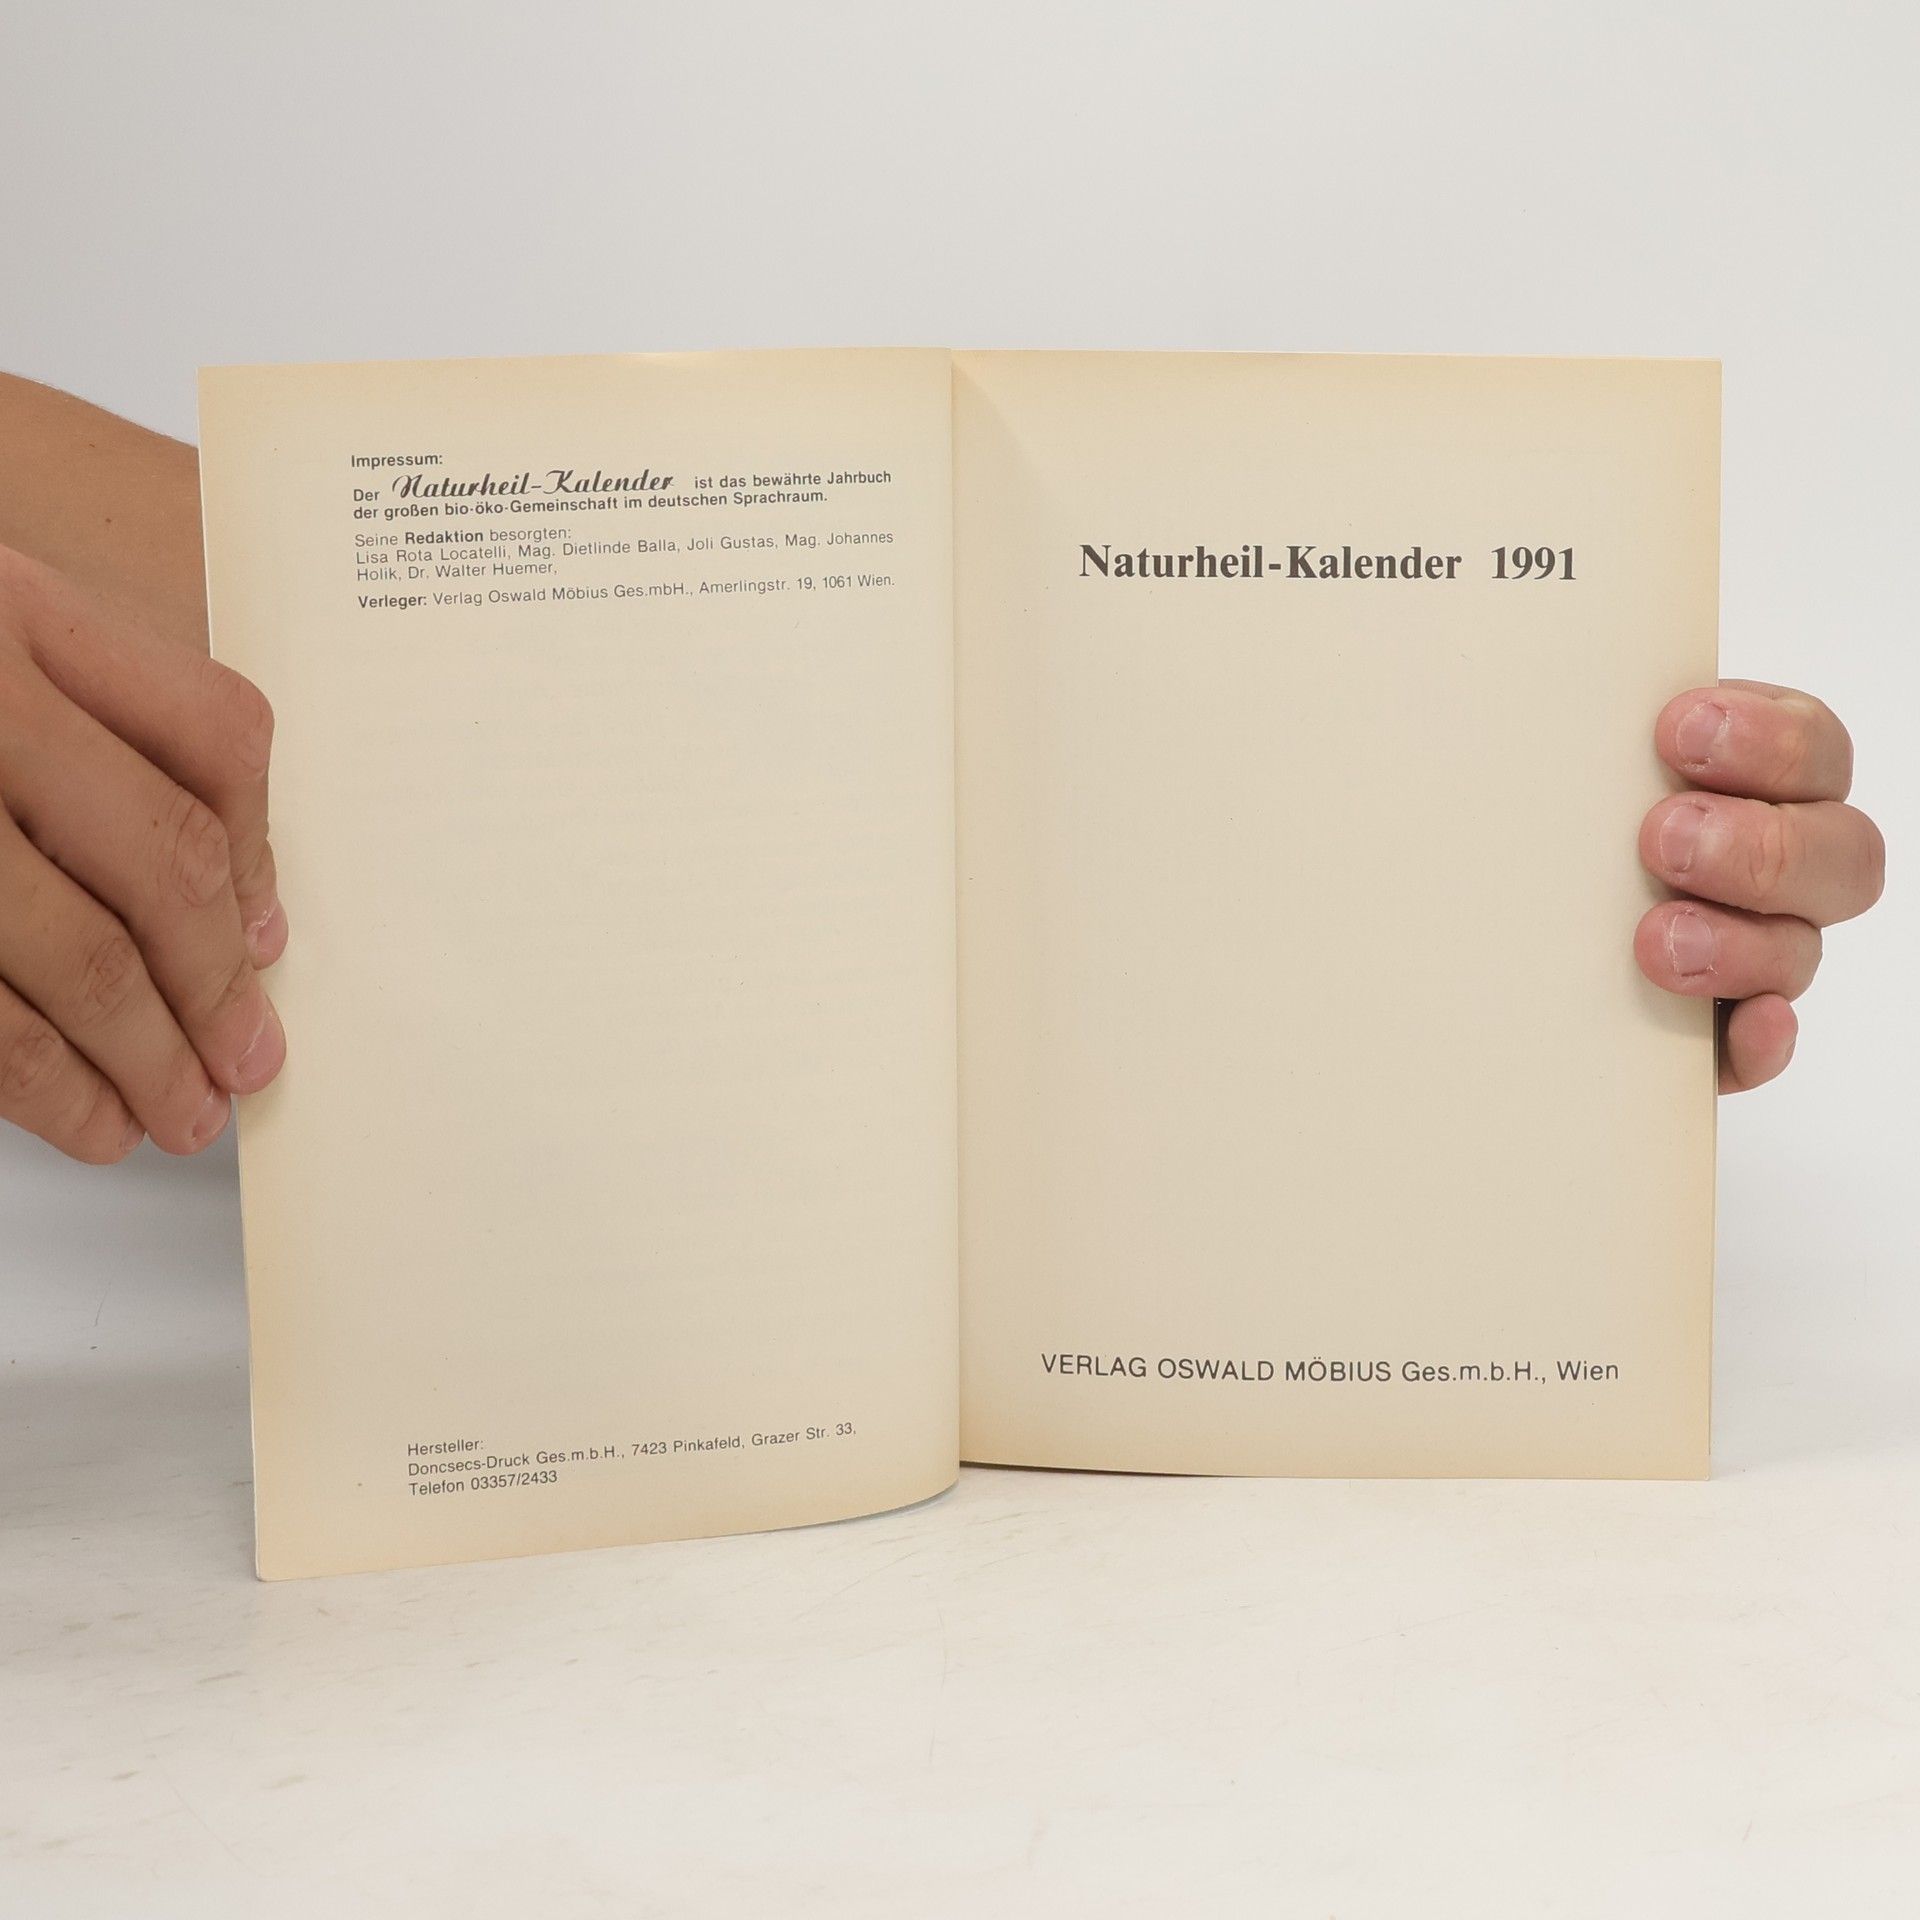 Impressum:
Der Naturheil-Kalender ist das bewährte Jahrbuch
der großen bio-öko-Gemeinschaft im deutschen Sprachraum.
Seine Redaktion besorgten:
Lisa Rota Locatelli, Mag. Dietlinde Balla, Joli Gustas, Mag. Johannes
Holik, Dr. Walter Huemer,
Verleger: Verlag Oswald Möbius Ges.mbH., Amerlingstr. 19, 1061 Wien.
Hersteller:
Doncsecs-Druck Ges.m.b.H., 7423 Pinkafeld, Grazer Str. 33,
Telefon 03357/2433
Naturheil-Kalender 1991
VERLAG OSWALD MÖBIUS Ges.m.b.H., Wien